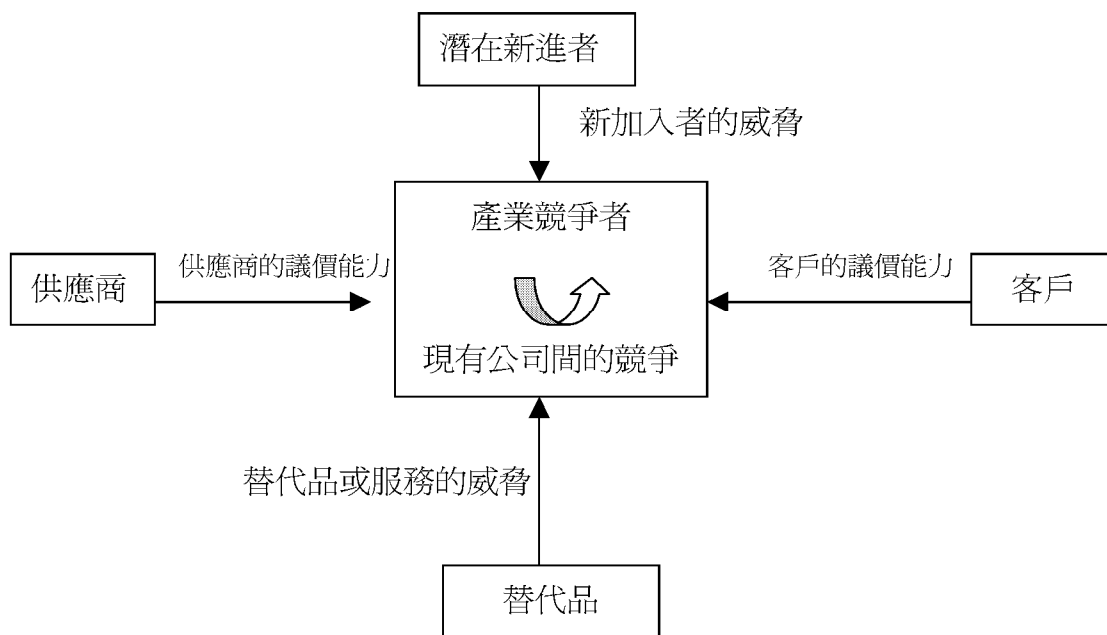 潛在新進者
新加入者的威脅
產業競爭者
供應商的議價能力
客戶的議價能力
供應商
客戶
現有公司間的競爭
替代品或服務的威脅
替代品